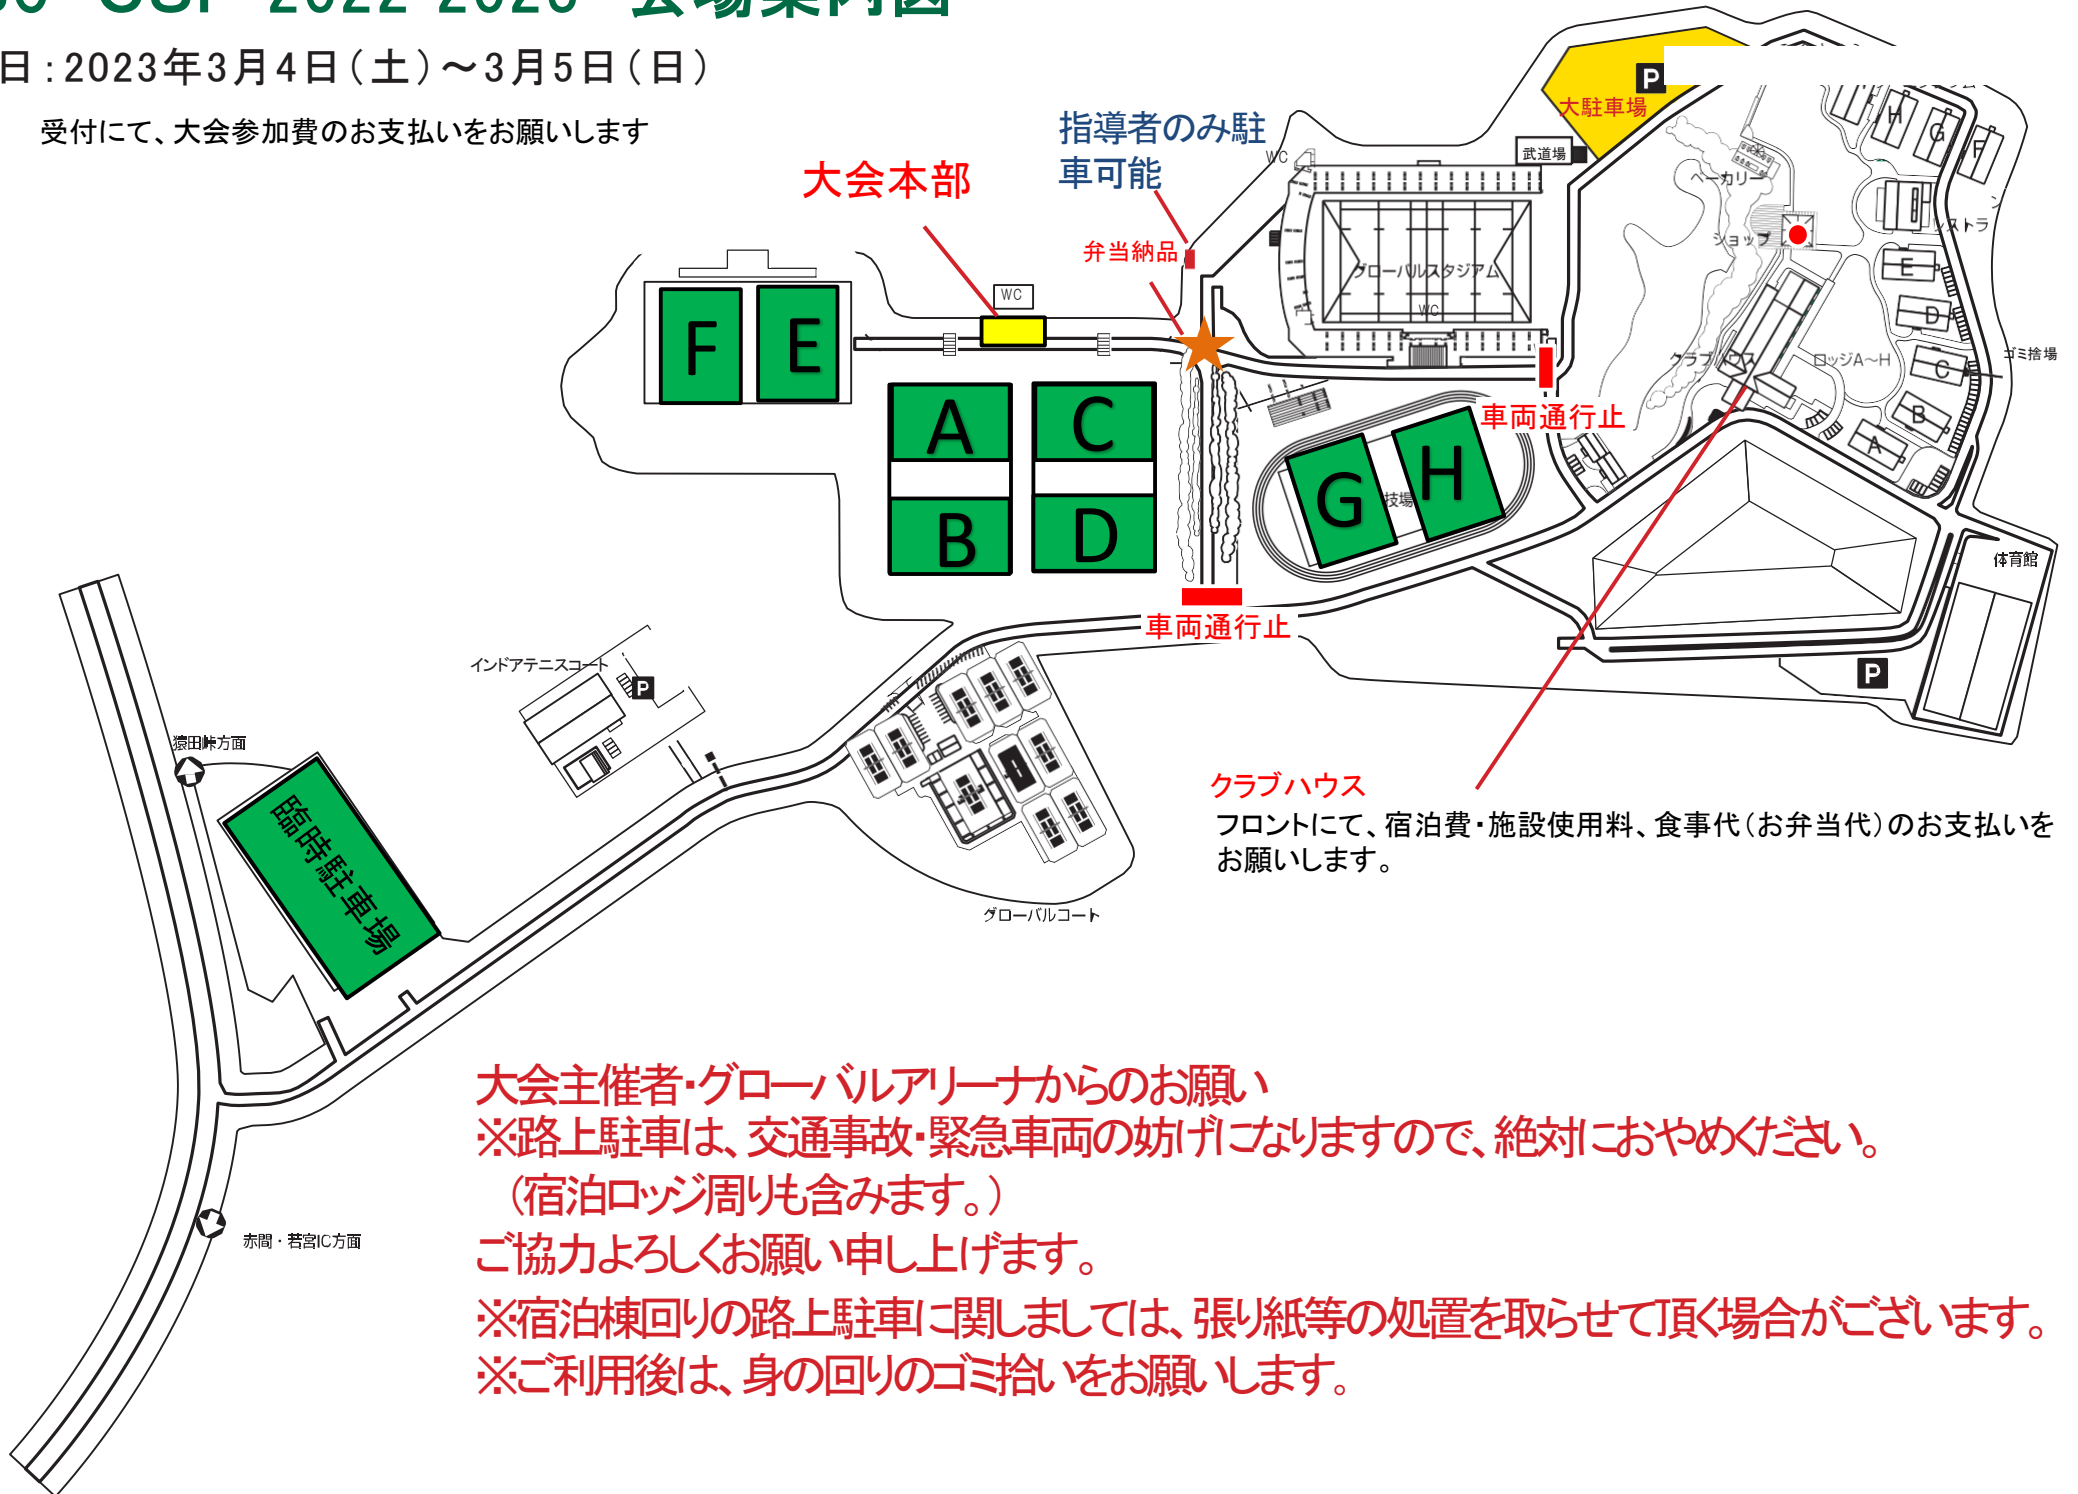 CUP 2022-2023 会場案内図
日:2023年3月4日(土)～3月5日(日)
受付にて、大会参加費のお支払いをお願いします
大会本部
指導者のみ駐
車可能
弁当納品
P
大駐車場
武道場
WC
グローバルスタジアム
WC
WC
ベーカリー
ショップ
レストラ
ン
H
G
F
E
D
C
B
A
ゴミ捨場
クラブハウス
ロッジA～H
F
E
A
C
B
D
G
技場
H
車両通行止
車両通行止
体育館
P
インドアテニスコート
P
猿田峠方面
臨時駐車場
グローバルコート
赤間・若宮IC方面
クラブハウス
フロントにて、宿泊費・施設使用料、食事代(お弁当代)のお支払いを
お願いします。
大会主催者・グローバルアリーナからのお願い
※路上駐車は、交通事故・緊急車両の妨げになりますので、絶対におやめください。
(宿泊ロッジ周りも含みます。)
ご協力よろしくお願い申し上げます。
※宿泊棟回りの路上駐車に関しましては、張り紙等の処置を取らせて頂く場合がございます。
※ご利用後は、身の回りのゴミ拾いをお願いします。